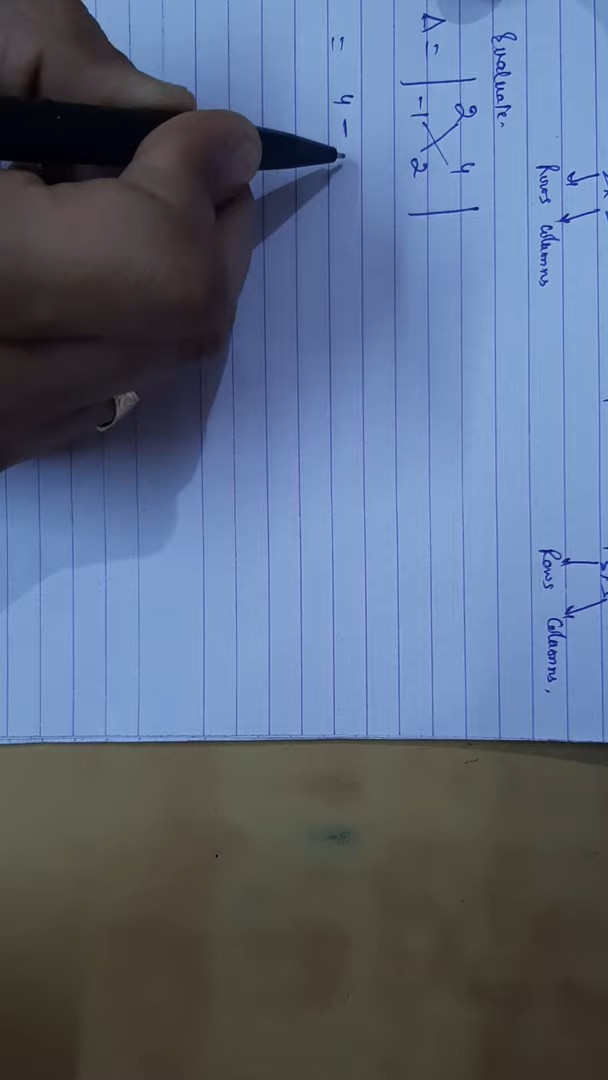 Rows Columns
Rows Columns,
Evaluate.
Δ = | 2 4 |
| -1 2 |
= 4 -